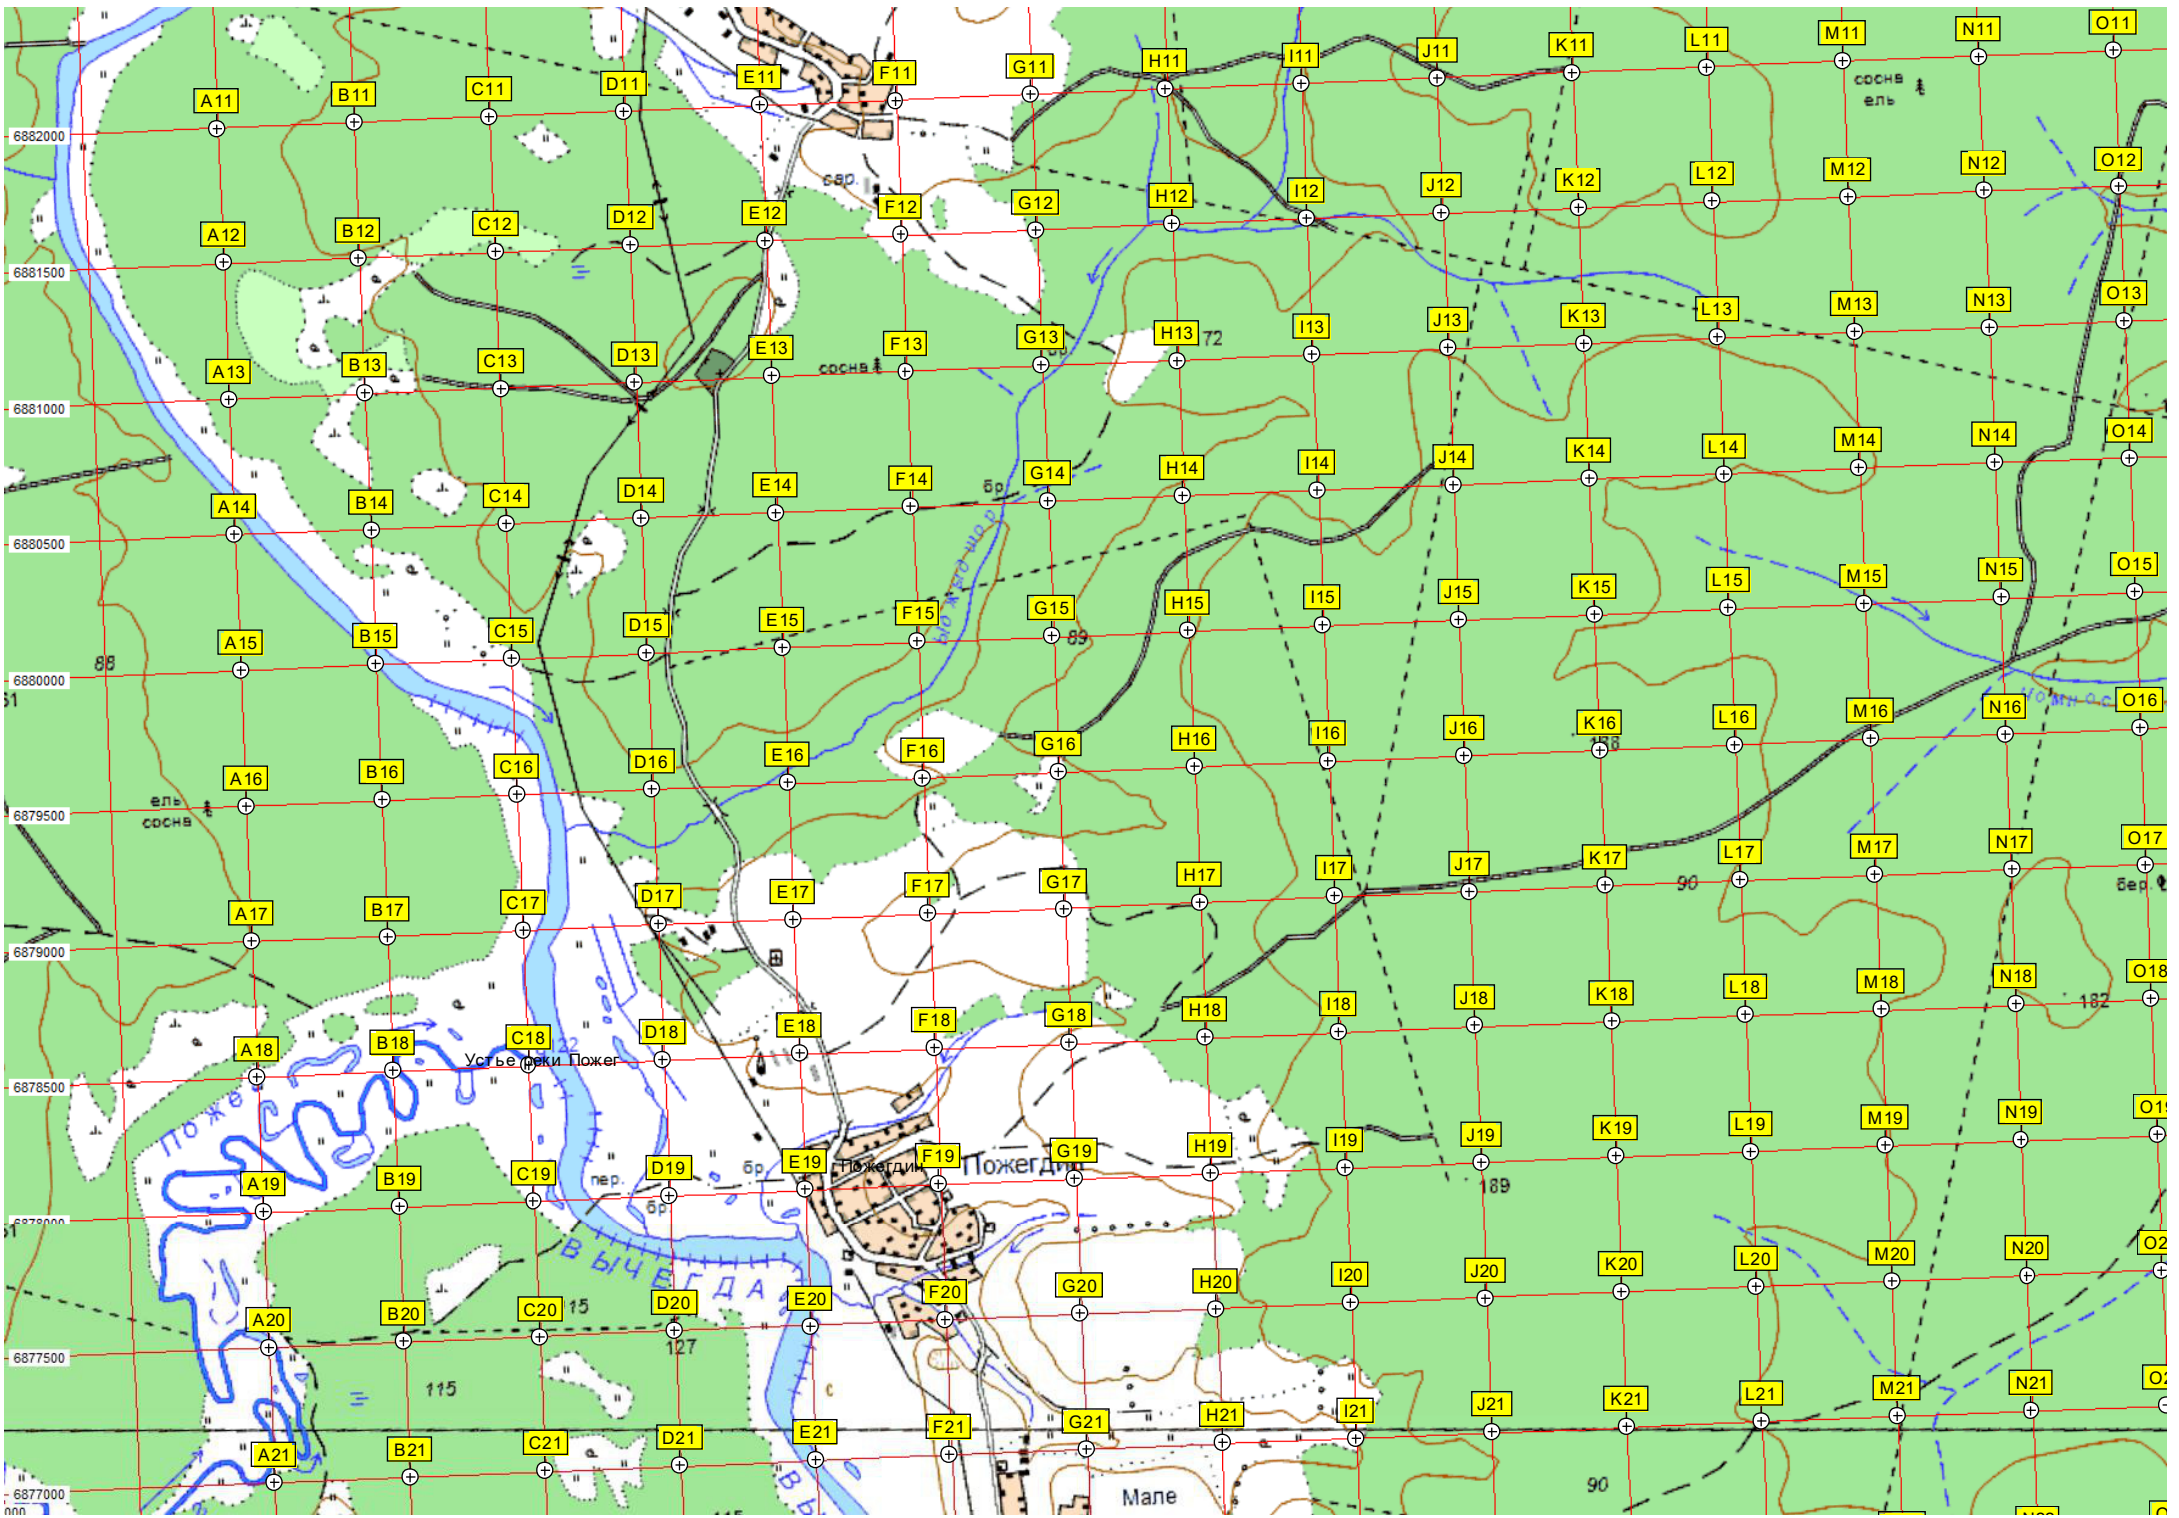 A11 B11 C11 D11 E11 F11 G11 H11 I11 J11 K11 L11 M11 N11 O11
сосна
ель
6882000
сар.
A12 B12 C12 D12 E12 F12 G12 H12 I12 J12 K12 L12 M12 N12 O12
6881500
A13 B13 C13 D13 E13 F13 G13 H13 I13 J13 K13 L13 M13 N13 O13
72
сосна
6881000
A14 B14 C14 D14 E14 F14 G14 H14 I14 J14 K14 L14 M14 N14 O14
бр
6880500
A15 B15 C15 D15 E15 F15 G15 H15 I15 J15 K15 L15 M15 N15 O15
88
89
6880000
51
A16 B16 C16 D16 E16 F16 G16 H16 I16 J16 K16 L16 M16 N16 O16
ель
сосна
6879500
A17 B17 C17 D17 E17 F17 G17 H17 I17 J17 K17 L17 M17 N17 O17
90
бер.
6879000
A18 B18 C18 D18 E18 F18 G18 H18 I18 J18 K18 L18 M18 N18 O18
182
Устье реки Пожег
6878500
Поже
A19 B19 C19 D19 E19 F19 G19 H19 I19 J19 K19 L19 M19 N19
Пожегдин
Пожегдин
бр.
пер.
бр.
189
6878000
51
ВЫЧЕГДА
A20 B20 C20 D20 E20 F20 G20 H20 I20 J20 K20 L20 M20 N20
15
127
6877500
115
A21 B21 C21 D21 E21 F21 G21 H21 I21 J21 K21 L21 M21 N21
90
Мале
6877000